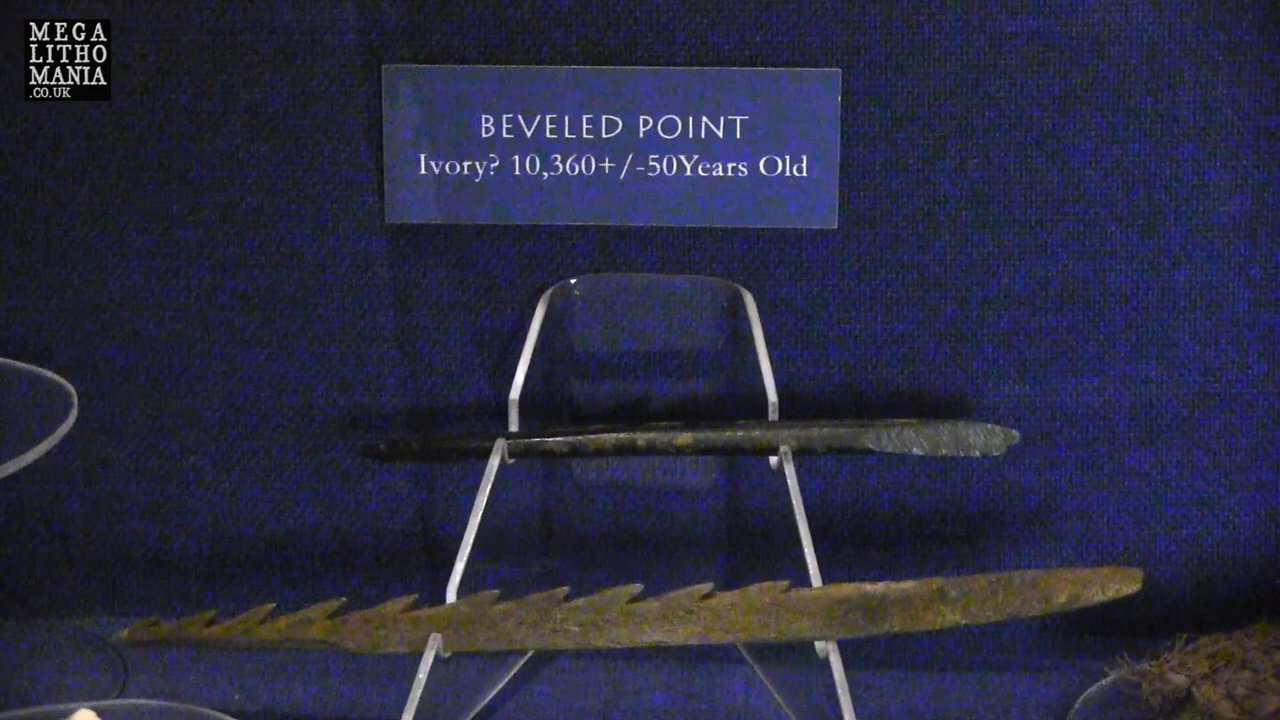 MEGA
LITHO
MANIA
.CO.UK
BEVELED POINT
Ivory? 10,360+/-50Years Old